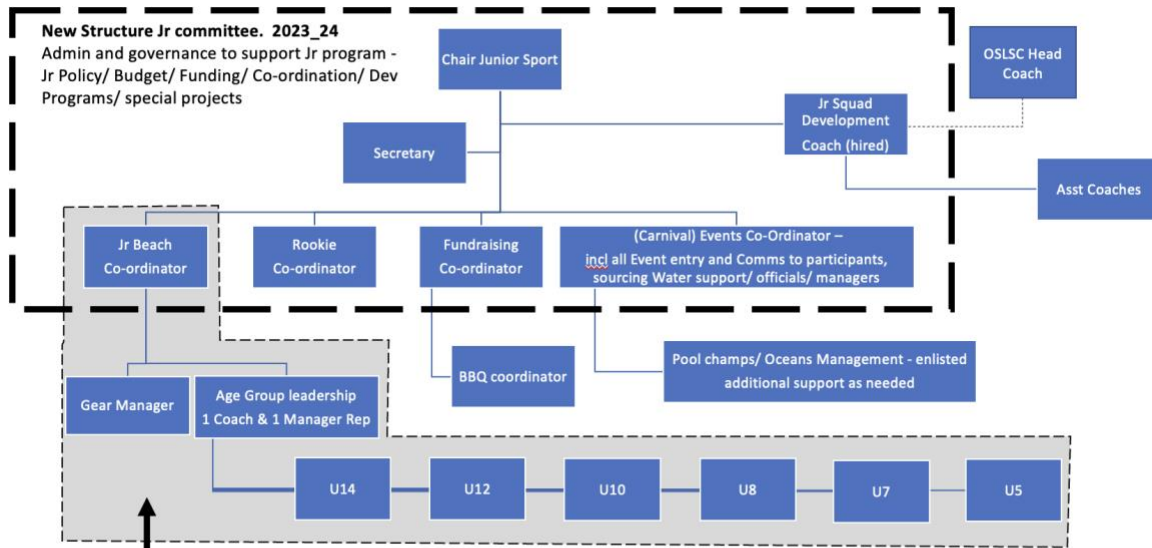 New Structure Jr committee.  2023_24
Admin and governance to support Jr program -
Jr Policy/ Budget/ Funding/ Co-ordination/ Dev
Programs/ special projects
Chair Junior Sport
OSLSC Head
Coach
Jr Squad
Development
Coach (hired)
Secretary
Asst Coaches
Jr Beach
Co-ordinator
Rookie
Co-ordinator
Fundraising
Co-ordinator
(Carnival) Events Co-Ordinator –
incl all Event entry and Comms to participants,
sourcing Water support/ officials/ managers
Gear Manager
Age Group leadership
1 Coach & 1 Manager Rep
BBQ coordinator
Pool champs/ Oceans Management - enlisted
additional support as needed
U14
U12
U10
U8
U7
U5